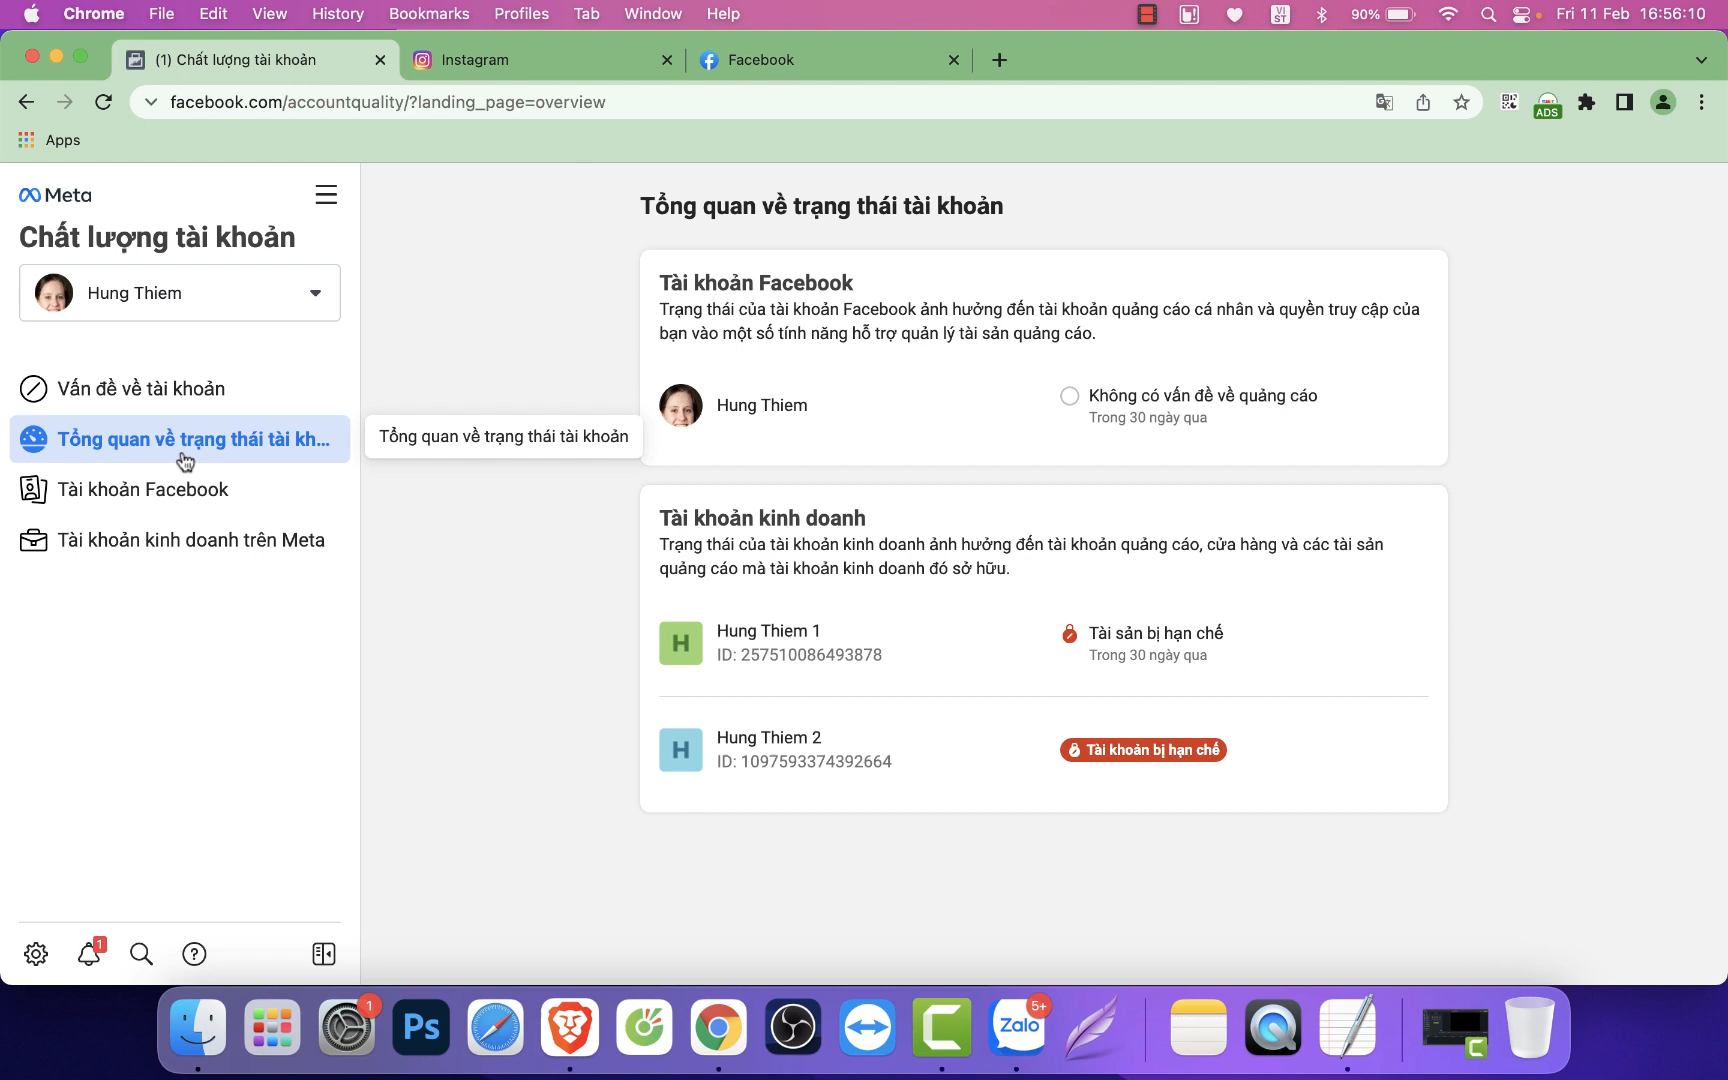 Chrome File Edit View History Bookmarks Profiles Tab Window Help
VI
ST
90%
Fri 11 Feb 16:56:10
(1) Chất lượng tài khoản
Instagram
Facebook
facebook.com/accountquality/?landing_page=overview
ADS
Apps
Meta
Chất lượng tài khoản
Hung Thiem
Vấn đề về tài khoản
Tổng quan về trạng thái tài kh...
Tổng quan về trạng thái tài khoản
Tài khoản Facebook
Tài khoản kinh doanh trên Meta
1
Tổng quan về trạng thái tài khoản
Tài khoản Facebook
Trạng thái của tài khoản Facebook ảnh hưởng đến tài khoản quảng cáo cá nhân và quyền truy cập của
bạn vào một số tính năng hỗ trợ quản lý tài sản quảng cáo.
Hung Thiem
Không có vấn đề về quảng cáo
Trong 30 ngày qua
Tài khoản kinh doanh
Trạng thái của tài khoản kinh doanh ảnh hưởng đến tài khoản quảng cáo, cửa hàng và các tài sản
quảng cáo mà tài khoản kinh doanh đó sở hữu.
H
Hung Thiem 1
ID: 257510086493878
Tài sản bị hạn chế
Trong 30 ngày qua
H
Hung Thiem 2
ID: 1097593374392664
Tài khoản bị hạn chế
1
Ps
Zalo
5+